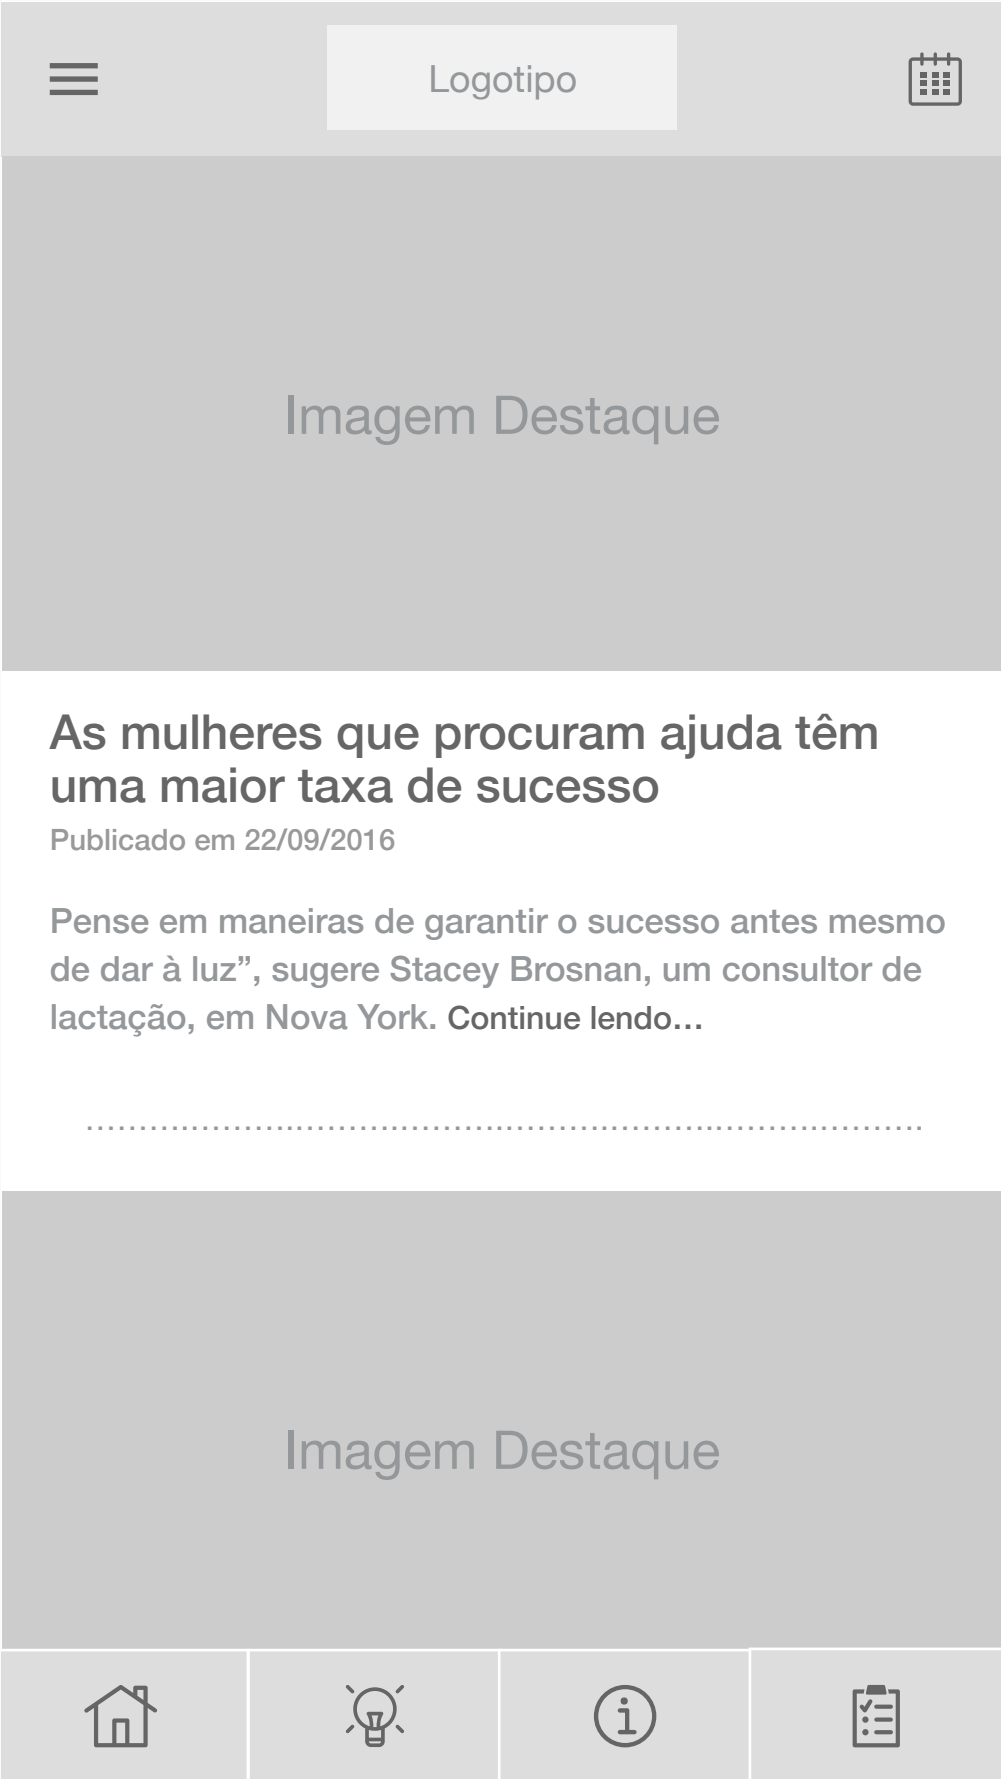 Logotipo
Imagem Destaque
As mulheres que procuram ajuda têm
uma maior taxa de sucesso
Publicado em 22/09/2016
Pense em maneiras de garantir o sucesso antes mesmo
de dar à luz”, sugere Stacey Brosnan, um consultor de
lactação, em Nova York. Continue lendo...
Imagem Destaque